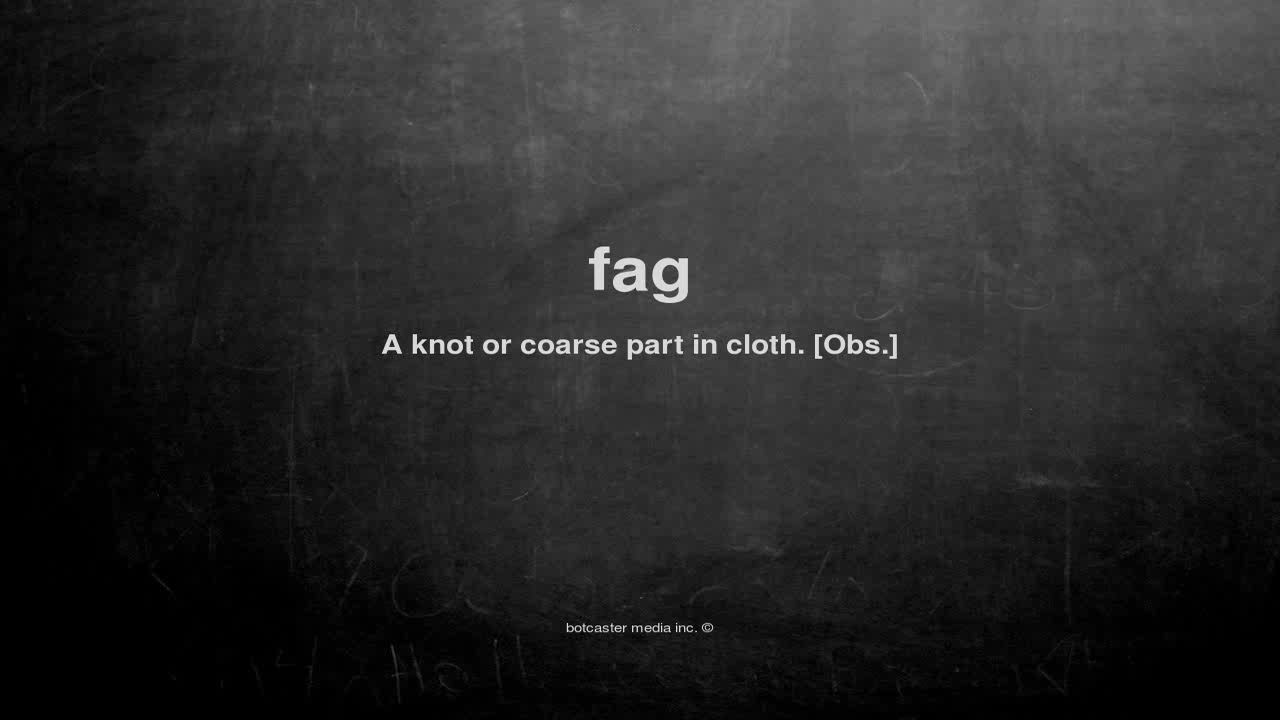 fag
A knot or coarse part in cloth. [Obs.]
botcaster media inc. ©